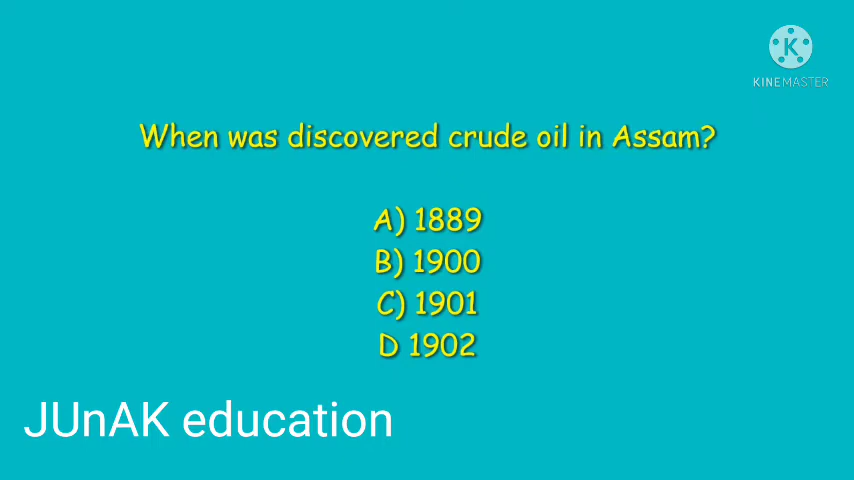 KINEMASTER
When was discovered crude oil in Assam?
A) 1889
B) 1900
C) 1901
D 1902
JUnAK education